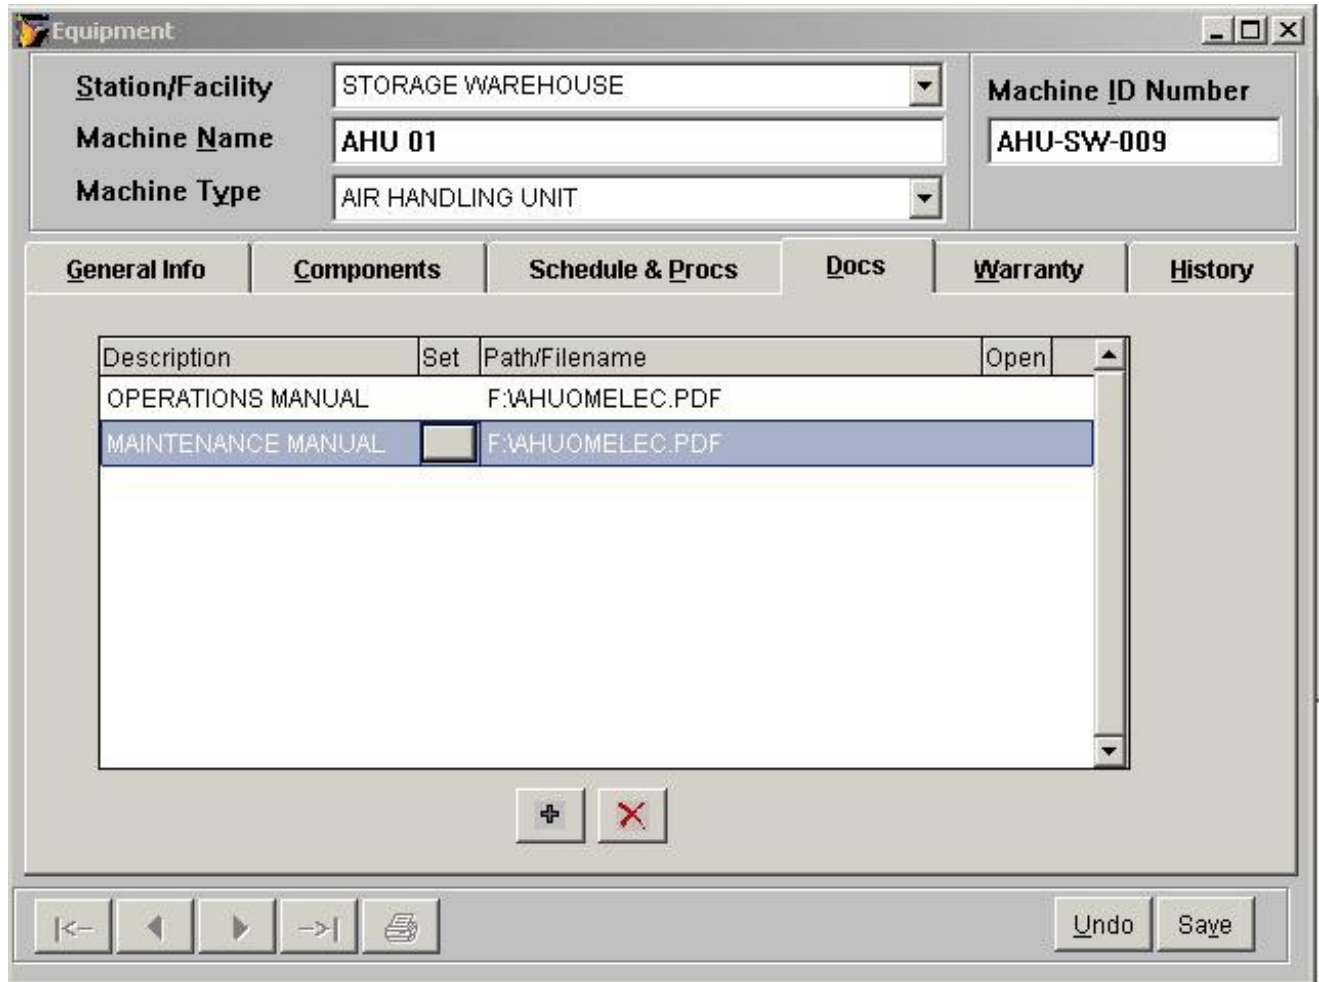 Equipment
Station/Facility STORAGE WAREHOUSE
Machine ID Number
Machine Name AHU 01
AHU-SW-009
Machine Type AIR HANDLING UNIT
General Info Components Schedule & Procs Docs Warranty History
Description Set Path/Filename Open
OPERATIONS MANUAL F:\AHUOMELEC.PDF
MAINTENANCE MANUAL F:\AHUOMELEC.PDF
|<- -->| Undo Save